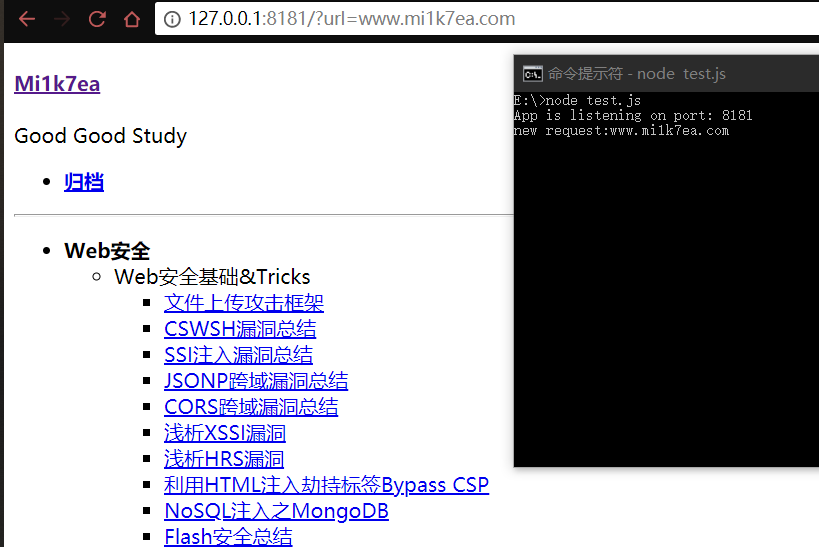 127.0.0.1:8181/?url=www.mi1k7ea.com
Mi1k7ea
Good Good Study
归档
Web安全
Web安全基础&Tricks
文件上传攻击框架
CSWSH漏洞总结
SSI注入漏洞总结
JSONP跨域漏洞总结
CORS跨域漏洞总结
浅析XSSI漏洞
浅析HRS漏洞
利用HTML注入劫持标签Bypass CSP
NoSQL注入之MongoDB
Flash安全总结
命令提示符 - node  test.js
E:\>node test.js
App is listening on port: 8181
new request:www.mi1k7ea.com